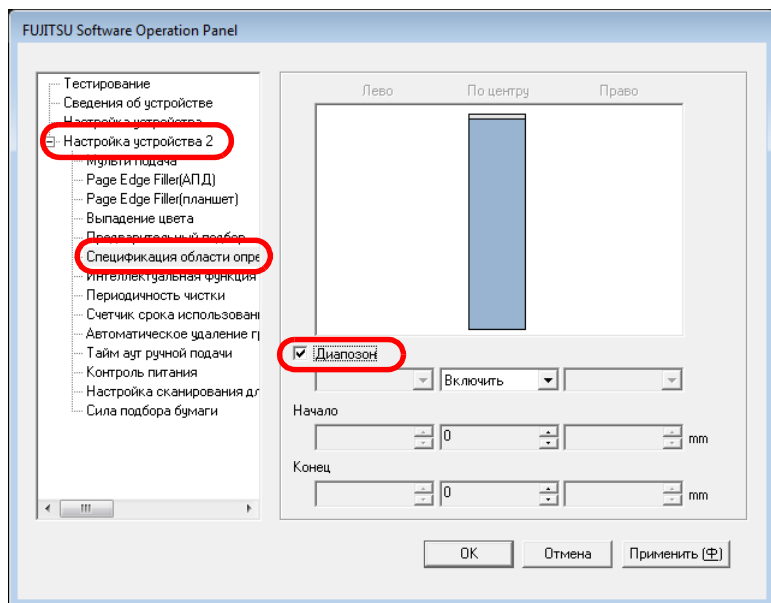 FUJITSU Software Operation Panel
Тестирование
Сведения об устройстве
Настройка устройства
Настройка устройства 2
Мульти подача
Page Edge Filler(АПД)
Page Edge Filler(планшет)
Выпадение цвета
Предварительный подбор
Спецификация области опре
Интеллектуальная функция
Периодичность чистки
Счетчик срока использован
Автоматическое удаление г
Тайм аут ручной подачи
Контроль питания
Настройка сканирования дл
Сила подбора бумаги
Лево По центру Право
Диапозон
Включить
Начало
0 mm
Конец
0 mm
OK Отмена Применить (Ф)